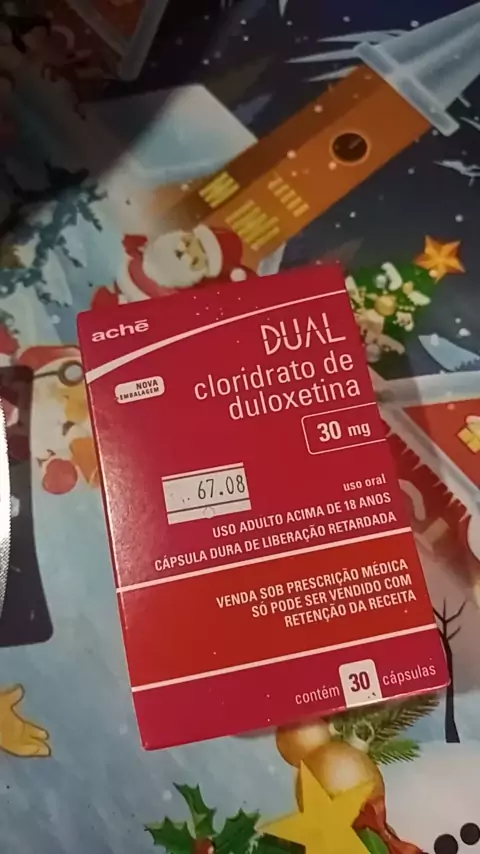 achē
DUAL
cloridrato de
duloxetina
30 mg
NOVA
EMBALAGEM
67.08
uso oral
USO ADULTO ACIMA DE 18 ANOS
CÁPSULA DURA DE LIBERAÇÃO RETARDADA
VENDA SOB PRESCRIÇÃO MÉDICA
SÓ PODE SER VENDIDO COM
RETENÇÃO DA RECEITA
contém 30 cápsulas